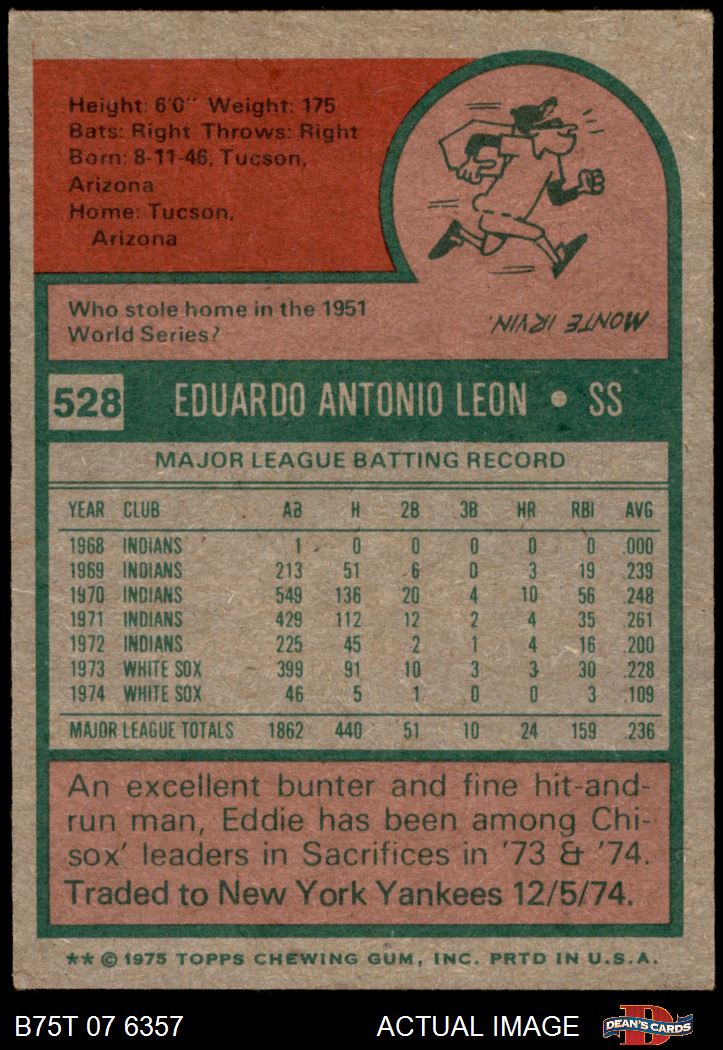 Height: 6'0" Weight: 175
Bats: Right Throws: Right
Born: 8-11-46, Tucson,
Arizona
Home: Tucson,
Arizona
Who stole home in the 1951
World Series?
MONTE IRVIN.
528 EDUARDO ANTONIO LEON • SS
MAJOR LEAGUE BATTING RECORD
YEAR CLUB AB H 2B 3B HR RBI AVG
1968 INDIANS 1 0 0 0 0 0 .000
1969 INDIANS 213 51 6 0 3 19 .239
1970 INDIANS 549 136 20 4 10 56 .248
1971 INDIANS 429 112 12 2 4 35 .261
1972 INDIANS 225 45 2 1 4 16 .200
1973 WHITE SOX 399 91 10 3 3 30 .228
1974 WHITE SOX 46 5 1 0 0 3 .109
MAJOR LEAGUE TOTALS 1862 440 51 10 24 159 .236
An excellent bunter and fine hit-and-
run man, Eddie has been among Chi-
sox' leaders in Sacrifices in '73 & '74.
Traded to New York Yankees 12/5/74.
** © 1975 TOPPS CHEWING GUM, INC. PRTD IN U.S.A.
B75T 07 6357 ACTUAL IMAGE D DEAN'S CARDS